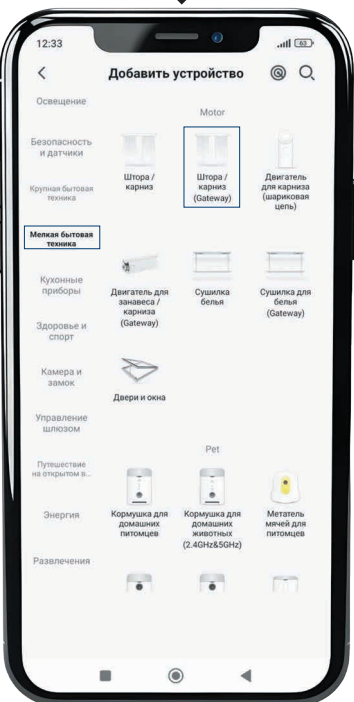 12:33
63
Добавить устройство
Освещение
Безопасность
и датчики
Крупная бытовая
техника
Мелкая бытовая
техника
Кухонные
приборы
Здоровье и
спорт
Камера и
замок
Управление
шлюзом
Путешествие
на открытом в...
Энергия
Развлечения
Motor
Штора /
карниз
Штора /
карниз
(Gateway)
Двигатель
для карниза
(шариковая
цепь)
Двигатель для
занавеса /
карниза
(Gateway)
Сушилка
белья
Сушилка для
белья
(Gateway)
Двери и окна
Pet
Кормушка для
домашних
питомцев
Кормушка для
домашних
животных
(2.4GHz&5GHz)
Метатель
мячей для
питомцев